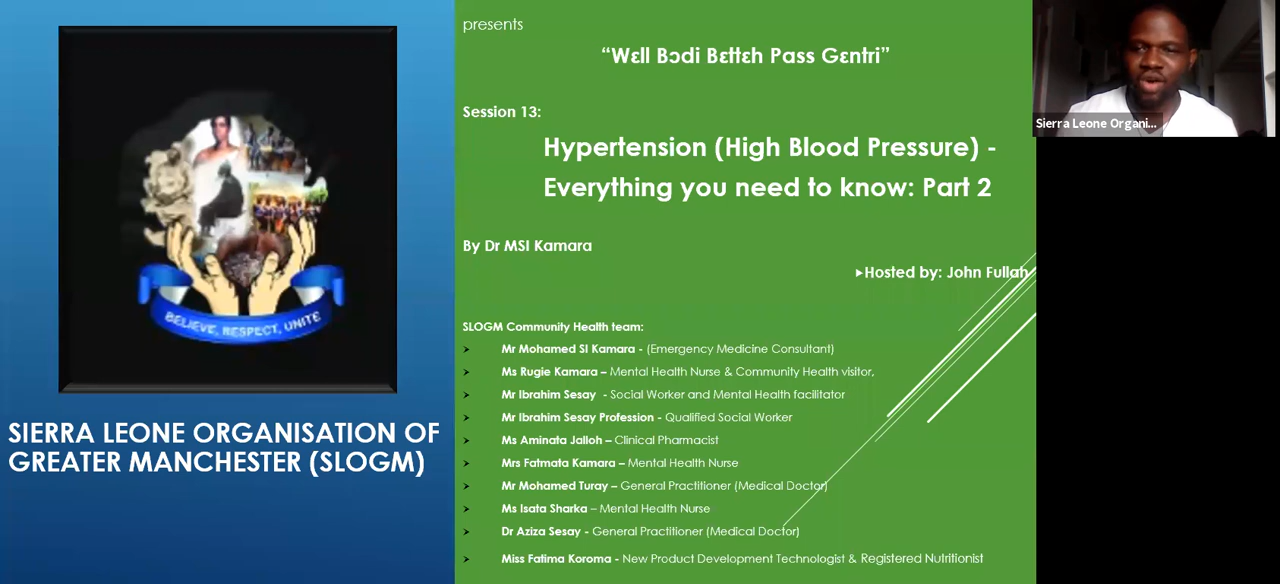 BELIEVE, RESPECT, UNITE
SIERRA LEONE ORGANISATION OF
GREATER MANCHESTER (SLOGM)
presents
“Wɛll Bɔdi Bɛttɛh Pass Gɛntri”
Session 13:
Hypertension (High Blood Pressure) -
Everything you need to know: Part 2
By Dr MSI Kamara
Hosted by: John Fullah
SLOGM Community Health team:
Mr Mohamed SI Kamara - (Emergency Medicine Consultant)
Ms Rugie Kamara – Mental Health Nurse & Community Health visitor,
Mr Ibrahim Sesay - Social Worker and Mental Health facilitator
Mr Ibrahim Sesay Profession - Qualified Social Worker
Ms Aminata Jalloh – Clinical Pharmacist
Mrs Fatmata Kamara – Mental Health Nurse
Mr Mohamed Turay – General Practitioner (Medical Doctor)
Ms Isata Sharka – Mental Health Nurse
Dr Aziza Sesay - General Practitioner (Medical Doctor)
Miss Fatima Koroma - New Product Development Technologist & Registered Nutritionist
Sierra Leone Organi...